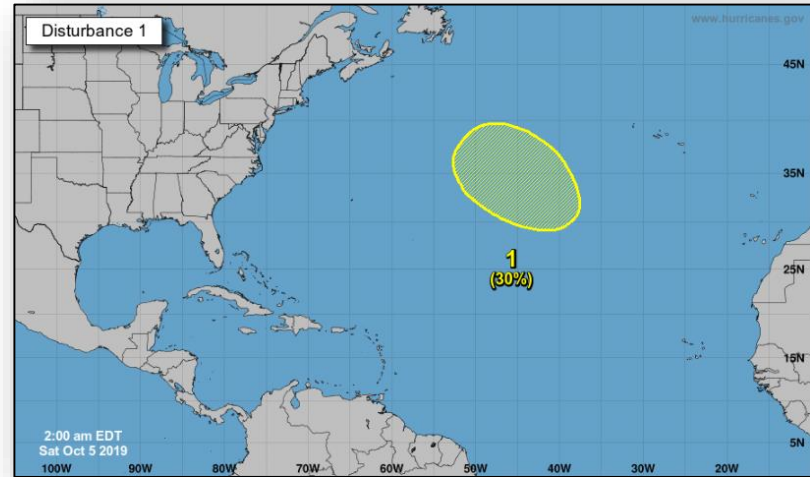 Disturbance 1
www.hurricanes.gov
45N
35N
1
(30%)
25N
15N
2:00 am EDT
Sat Oct 5 2019
5N
100W 90W 80W 70W 60W 50W 40W 30W 20W 10W